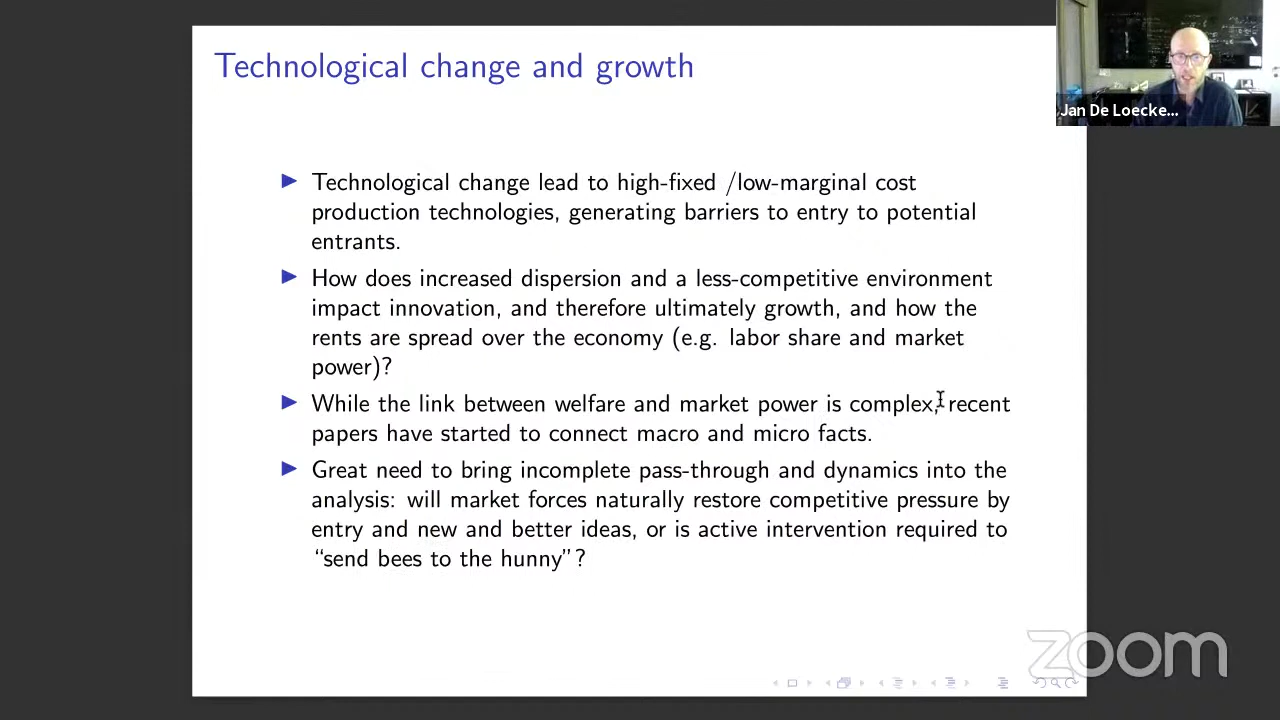 Technological change and growth
Jan De Loecke...
Technological change lead to high-fixed /low-marginal cost
production technologies, generating barriers to entry to potential
entrants.
How does increased dispersion and a less-competitive environment
impact innovation, and therefore ultimately growth, and how the
rents are spread over the economy (e.g. labor share and market
power)?
While the link between welfare and market power is complex, recent
papers have started to connect macro and micro facts.
Great need to bring incomplete pass-through and dynamics into the
analysis: will market forces naturally restore competitive pressure by
entry and new and better ideas, or is active intervention required to
“send bees to the hunny”?
zoom